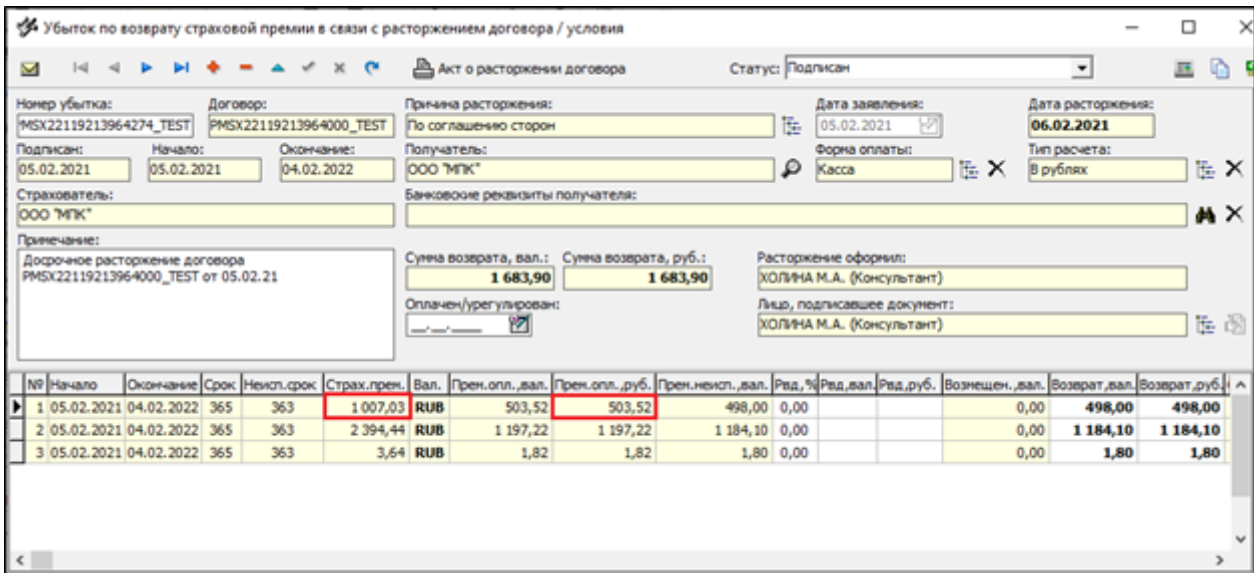 Убыток по возврату страховой премии в связи с расторжением договора / условия
Акт о расторжении договора Статус: Подписан
Номер убытка: Договор: Причина расторжения: Дата заявления: Дата расторжения:
MSX22119213964274_TEST PMSX22119213964000_TEST По соглашению сторон 05.02.2021 06.02.2021
Подписан: Начало: Окончание: Получатель: Форма оплаты: Тип расчета:
05.02.2021 05.02.2021 04.02.2022 ООО "МПК" Касса В рублях
Страхователь: Банковские реквизиты получателя:
ООО "МПК"
Примечание:
Досрочное расторжение договора
PMSX22119213964000_TEST от 05.02.21
Сумма возврата, вал.: Сумма возврата, руб.: Расторжение оформил:
1 683,90 1 683,90 ХОЛИНА М.А. (Консультант)
Оплачен/урегулирован: Лицо, подписавшее документ:
__.__.____ ХОЛИНА М.А. (Консультант)
№ Начало Окончание Срок Неисп.срок Страх.прем. Вал. Прем.опл.,вал. Прем.опл.,руб. Прем.неисп.,вал. Рвд,% Рвд,вал. Рвд,руб. Возмещен.,вал. Возврат,вал. Возврат,руб.
1 05.02.2021 04.02.2022 365 363 1 007,03 RUB 503,52 503,52 498,00 0,00 0,00 498,00 498,00
2 05.02.2021 04.02.2022 365 363 2 394,44 RUB 1 197,22 1 197,22 1 184,10 0,00 0,00 1 184,10 1 184,10
3 05.02.2021 04.02.2022 365 363 3,64 RUB 1,82 1,82 1,80 0,00 0,00 1,80 1,80